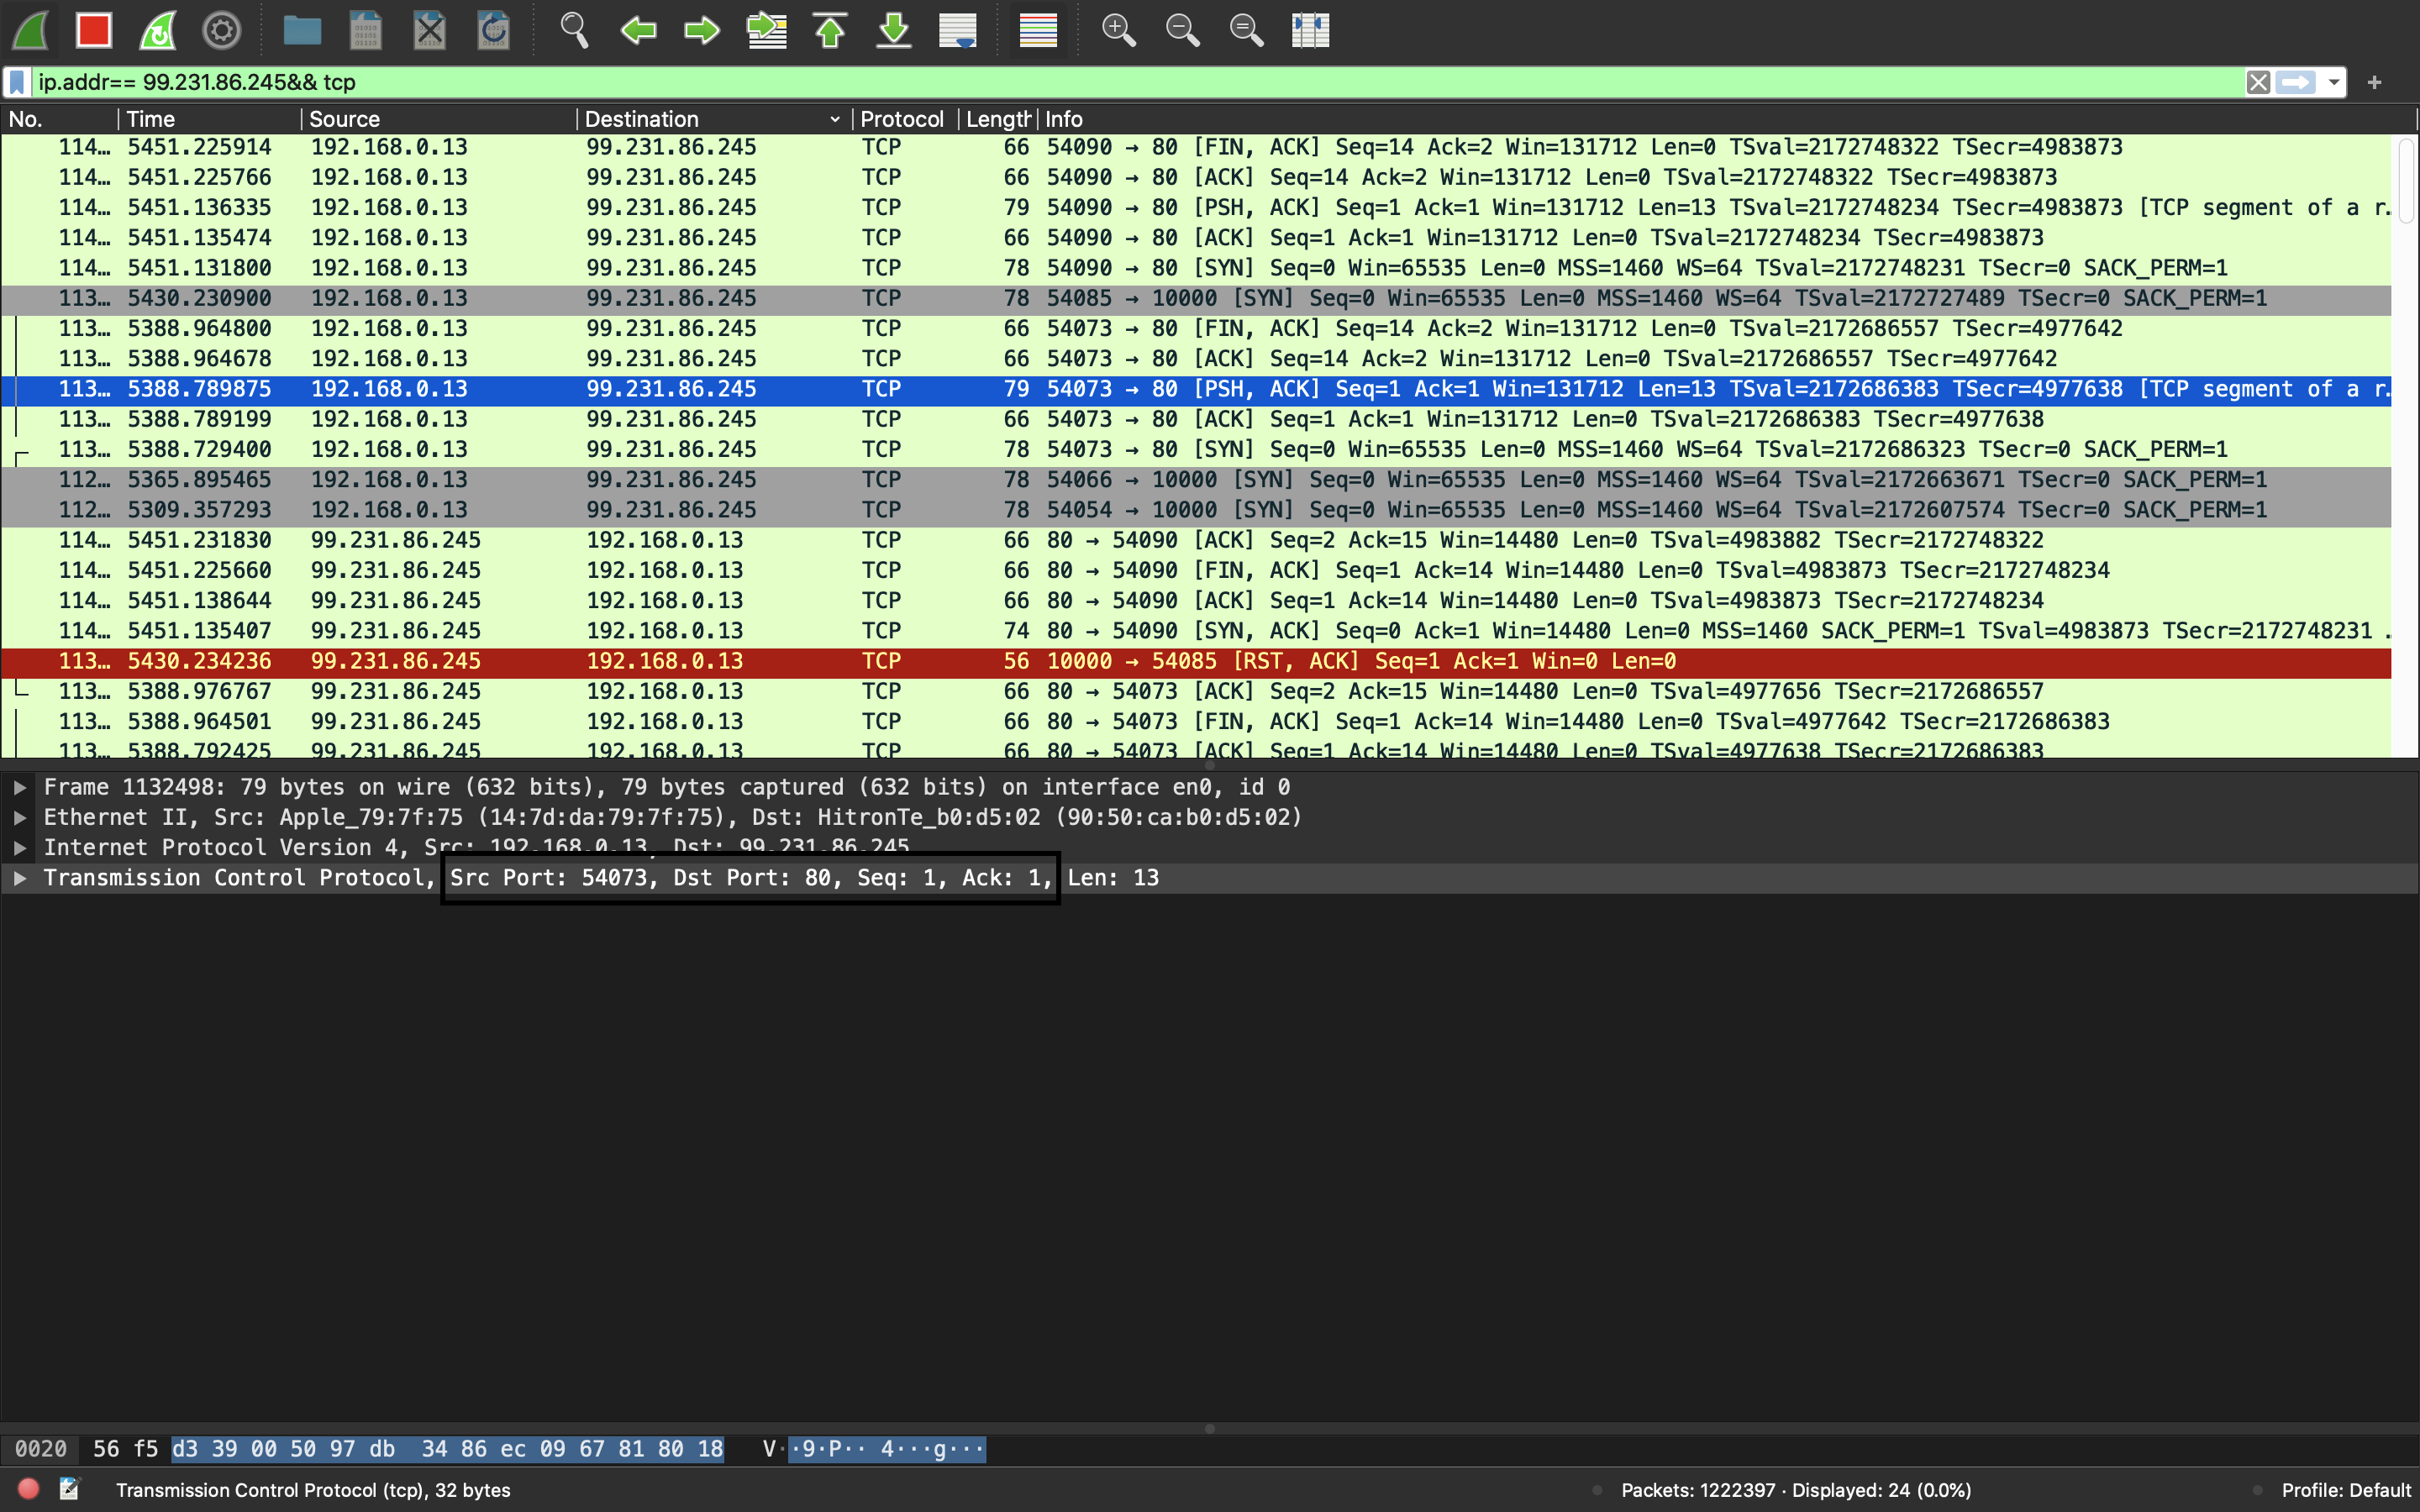 ip.addr== 99.231.86.245&& tcp
No. Time Source Destination Protocol Length Info
114… 5451.225914 192.168.0.13 99.231.86.245 TCP 66 54090 → 80 [FIN, ACK] Seq=14 Ack=2 Win=131712 Len=0 TSval=2172748322 TSecr=4983873
114… 5451.225766 192.168.0.13 99.231.86.245 TCP 66 54090 → 80 [ACK] Seq=14 Ack=2 Win=131712 Len=0 TSval=2172748322 TSecr=4983873
114… 5451.136335 192.168.0.13 99.231.86.245 TCP 79 54090 → 80 [PSH, ACK] Seq=1 Ack=1 Win=131712 Len=13 TSval=2172748234 TSecr=4983873 [TCP segment of a r…
114… 5451.135474 192.168.0.13 99.231.86.245 TCP 66 54090 → 80 [ACK] Seq=1 Ack=1 Win=131712 Len=0 TSval=2172748234 TSecr=4983873
114… 5451.131800 192.168.0.13 99.231.86.245 TCP 78 54090 → 80 [SYN] Seq=0 Win=65535 Len=0 MSS=1460 WS=64 TSval=2172748231 TSecr=0 SACK_PERM=1
113… 5430.230900 192.168.0.13 99.231.86.245 TCP 78 54085 → 10000 [SYN] Seq=0 Win=65535 Len=0 MSS=1460 WS=64 TSval=2172727489 TSecr=0 SACK_PERM=1
113… 5388.964800 192.168.0.13 99.231.86.245 TCP 66 54073 → 80 [FIN, ACK] Seq=14 Ack=2 Win=131712 Len=0 TSval=2172686557 TSecr=4977642
113… 5388.964678 192.168.0.13 99.231.86.245 TCP 66 54073 → 80 [ACK] Seq=14 Ack=2 Win=131712 Len=0 TSval=2172686557 TSecr=4977642
113… 5388.789875 192.168.0.13 99.231.86.245 TCP 79 54073 → 80 [PSH, ACK] Seq=1 Ack=1 Win=131712 Len=13 TSval=2172686383 TSecr=4977638 [TCP segment of a r…
113… 5388.789199 192.168.0.13 99.231.86.245 TCP 66 54073 → 80 [ACK] Seq=1 Ack=1 Win=131712 Len=0 TSval=2172686383 TSecr=4977638
113… 5388.729400 192.168.0.13 99.231.86.245 TCP 78 54073 → 80 [SYN] Seq=0 Win=65535 Len=0 MSS=1460 WS=64 TSval=2172686323 TSecr=0 SACK_PERM=1
112… 5365.895465 192.168.0.13 99.231.86.245 TCP 78 54066 → 10000 [SYN] Seq=0 Win=65535 Len=0 MSS=1460 WS=64 TSval=2172663671 TSecr=0 SACK_PERM=1
112… 5309.357293 192.168.0.13 99.231.86.245 TCP 78 54054 → 10000 [SYN] Seq=0 Win=65535 Len=0 MSS=1460 WS=64 TSval=2172607574 TSecr=0 SACK_PERM=1
114… 5451.231830 99.231.86.245 192.168.0.13 TCP 66 80 → 54090 [ACK] Seq=2 Ack=15 Win=14480 Len=0 TSval=4983882 TSecr=2172748322
114… 5451.225660 99.231.86.245 192.168.0.13 TCP 66 80 → 54090 [FIN, ACK] Seq=1 Ack=14 Win=14480 Len=0 TSval=4983873 TSecr=2172748234
114… 5451.138644 99.231.86.245 192.168.0.13 TCP 66 80 → 54090 [ACK] Seq=1 Ack=14 Win=14480 Len=0 TSval=4983873 TSecr=2172748234
114… 5451.135407 99.231.86.245 192.168.0.13 TCP 74 80 → 54090 [SYN, ACK] Seq=0 Ack=1 Win=14480 Len=0 MSS=1460 SACK_PERM=1 TSval=4983873 TSecr=2172748231 …
113… 5430.234236 99.231.86.245 192.168.0.13 TCP 56 10000 → 54085 [RST, ACK] Seq=1 Ack=1 Win=0 Len=0
113… 5388.976767 99.231.86.245 192.168.0.13 TCP 66 80 → 54073 [ACK] Seq=2 Ack=15 Win=14480 Len=0 TSval=4977656 TSecr=2172686557
113… 5388.964501 99.231.86.245 192.168.0.13 TCP 66 80 → 54073 [FIN, ACK] Seq=1 Ack=14 Win=14480 Len=0 TSval=4977642 TSecr=2172686383
113… 5388.792425 99.231.86.245 192.168.0.13 TCP 66 80 → 54073 [ACK] Seq=1 Ack=14 Win=14480 Len=0 TSval=4977638 TSecr=2172686383
Frame 1132498: 79 bytes on wire (632 bits), 79 bytes captured (632 bits) on interface en0, id 0
Ethernet II, Src: Apple_79:7f:75 (14:7d:da:79:7f:75), Dst: HitronTe_b0:d5:02 (90:50:ca:b0:d5:02)
Internet Protocol Version 4, Src: 192.168.0.13, Dst: 99.231.86.245
Transmission Control Protocol, Src Port: 54073, Dst Port: 80, Seq: 1, Ack: 1, Len: 13
0020 56 f5 d3 39 00 50 97 db 34 86 ec 09 67 81 80 18 V··9·P·· 4···g···
Transmission Control Protocol (tcp), 32 bytes Packets: 1222397 · Displayed: 24 (0.0%) Profile: Default